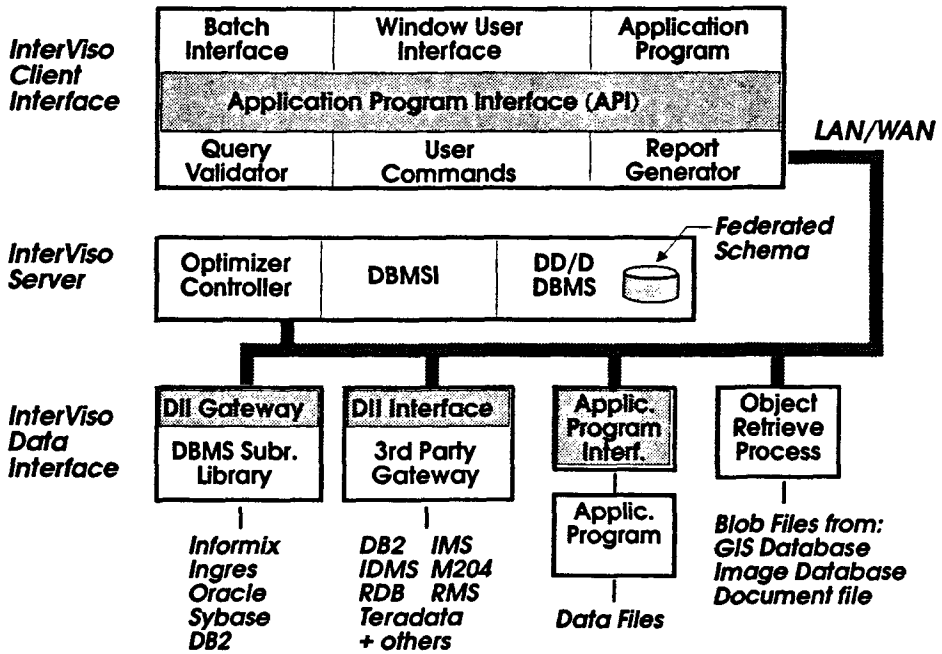 InterViso
Client
Interface
Batch
Interface
Window User
Interface
Application
Program
Application Program Interface (API)
Query
Validator
User
Commands
Report
Generator
LAN/WAN
InterViso
Server
Optimizer
Controller
DBMSI
DD/D
DBMS
Federated
Schema
InterViso
Data
Interface
DII Gateway
DBMS Subr.
Library
DII Interface
3rd Party
Gateway
Applic.
Program
Interf.
Applic.
Program
Object
Retrieve
Process
Informix
Ingres
Oracle
Sybase
DB2
DB2 IMS
IDMS M204
RDB RMS
Teradata
+ others
Data Files
Blob Files from:
GIS Database
Image Database
Document file